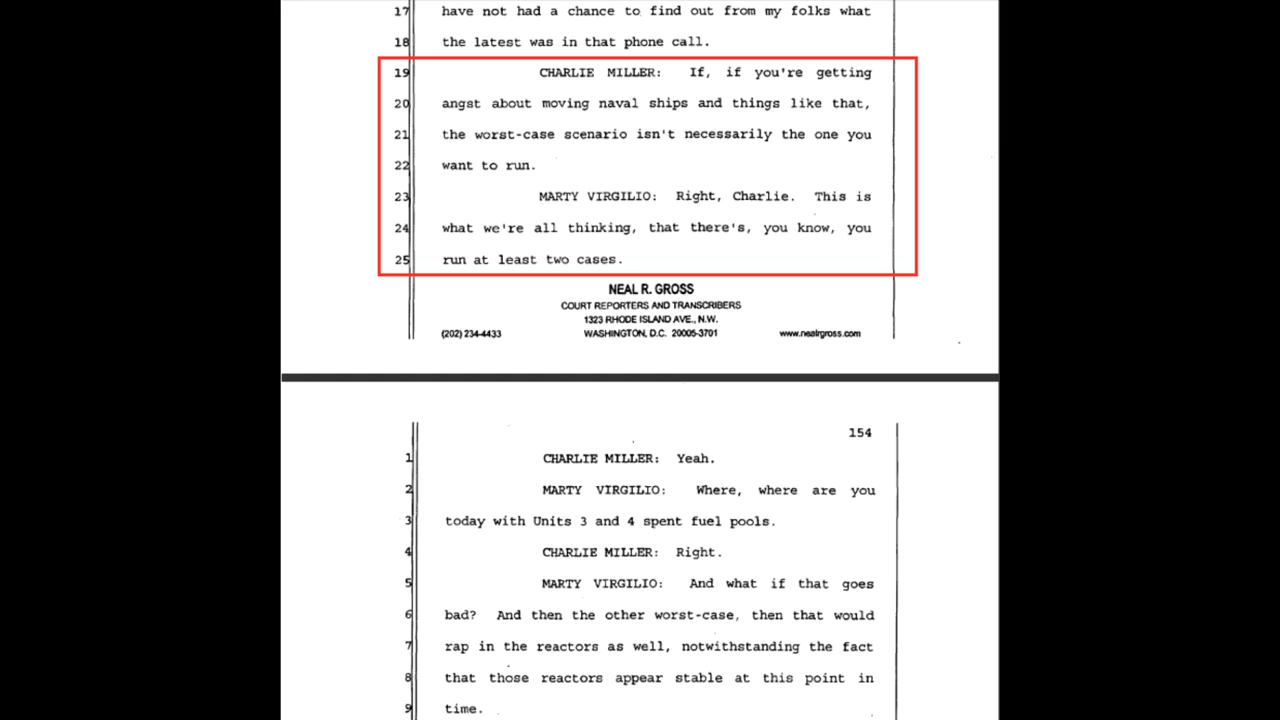 17 have not had a chance to find out from my folks what
18 the latest was in that phone call.
19 CHARLIE MILLER: If, if you're getting
20 angst about moving naval ships and things like that,
21 the worst-case scenario isn't necessarily the one you
22 want to run.
23 MARTY VIRGILIO: Right, Charlie. This is
24 what we're all thinking, that there's, you know, you
25 run at least two cases.
NEAL R. GROSS
COURT REPORTERS AND TRANSCRIBERS
1323 RHODE ISLAND AVE., N.W.
(202) 234-4433 WASHINGTON, D.C. 20005-3701 www.nealrgross.com
154
1 CHARLIE MILLER: Yeah.
2 MARTY VIRGILIO: Where, where are you
3 today with Units 3 and 4 spent fuel pools.
4 CHARLIE MILLER: Right.
5 MARTY VIRGILIO: And what if that goes
6 bad? And then the other worst-case, then that would
7 rap in the reactors as well, notwithstanding the fact
8 that those reactors appear stable at this point in
9 time.